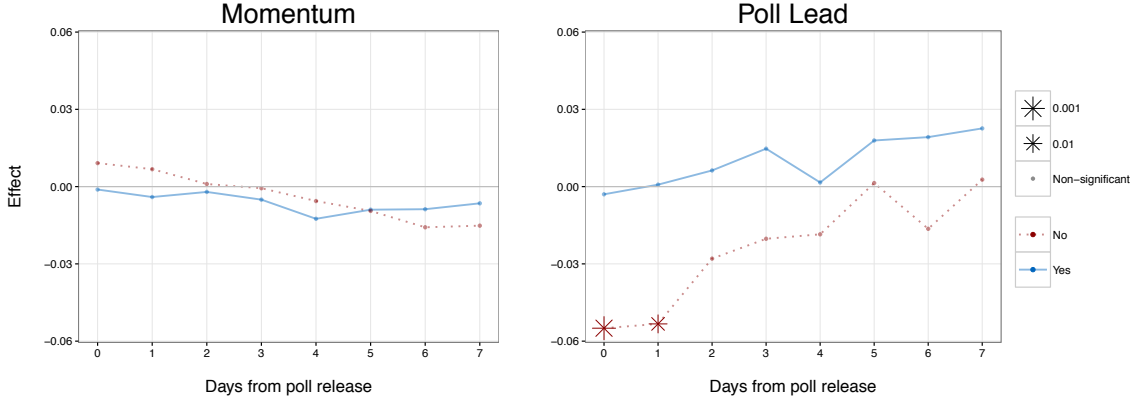 Momentum
Poll Lead
0.06
0.03
0.00
−0.03
−0.06
Effect
0 1 2 3 4 5 6 7
Days from poll release
0.06
0.03
0.00
−0.03
−0.06
0 1 2 3 4 5 6 7
Days from poll release
0.001
0.01
Non−significant
No
Yes